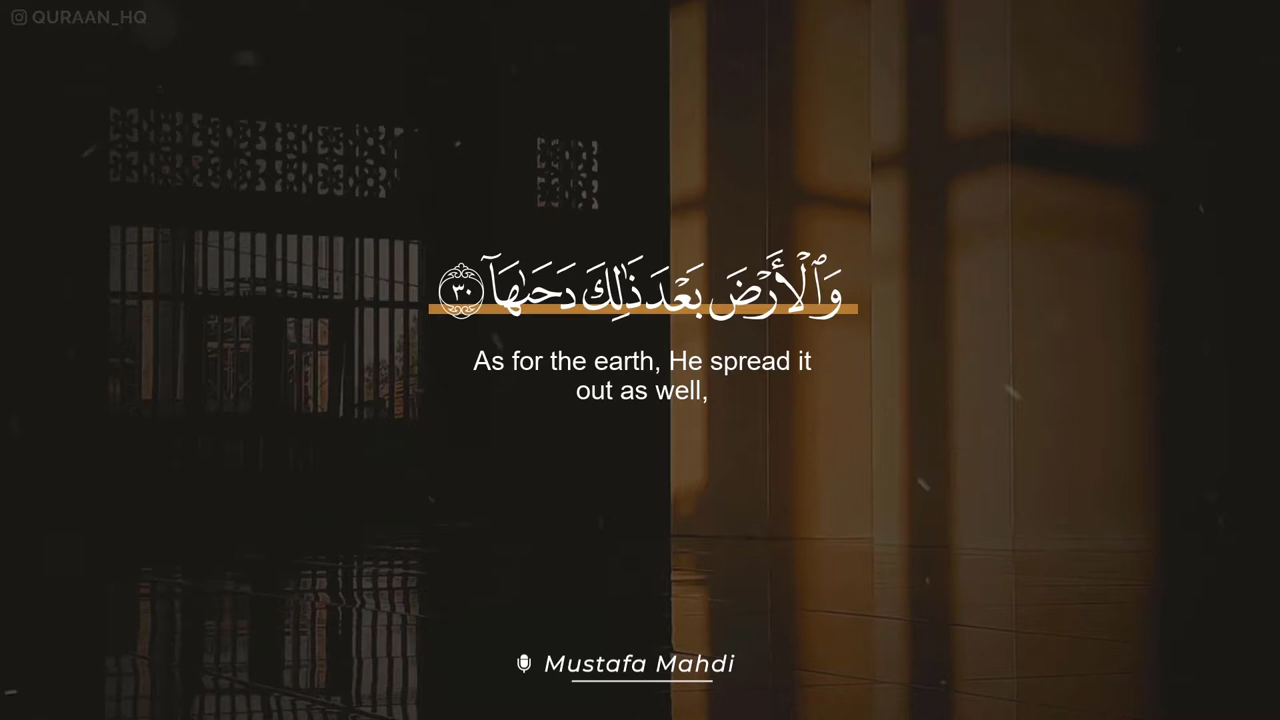 QURAAN_HQ
وَٱلْأَرْضَ بَعْدَ ذَٰلِكَ دَحَىٰهَآ ٣٠
As for the earth, He spread it
out as well,
Mustafa Mahdi